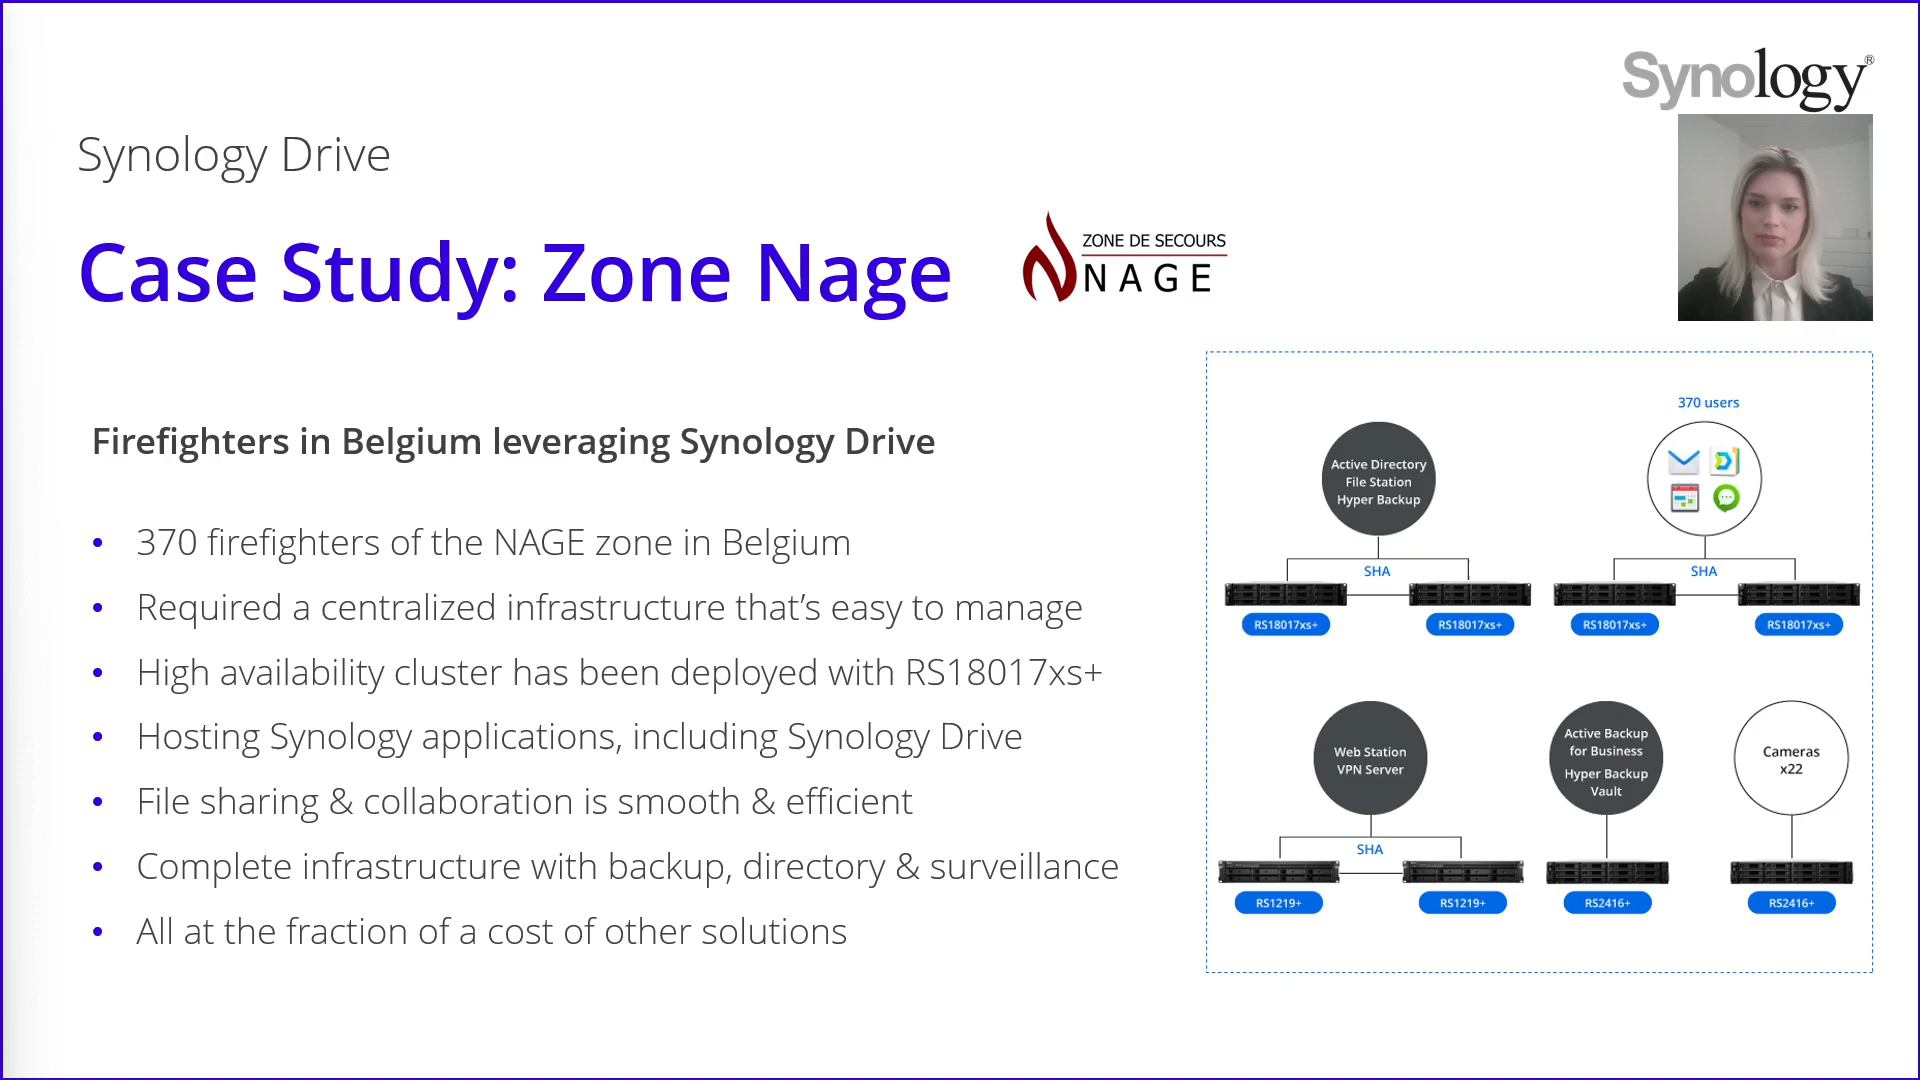 Synology®
Synology Drive
Case Study: Zone Nage
ZONE DE SECOURS
NAGE
Firefighters in Belgium leveraging Synology Drive
• 370 firefighters of the NAGE zone in Belgium
• Required a centralized infrastructure that’s easy to manage
• High availability cluster has been deployed with RS18017xs+
• Hosting Synology applications, including Synology Drive
• File sharing & collaboration is smooth & efficient
• Complete infrastructure with backup, directory & surveillance
• All at the fraction of a cost of other solutions
370 users
Active Directory
File Station
Hyper Backup
SHA
SHA
RS18017xs+
RS18017xs+
RS18017xs+
RS18017xs+
Web Station
VPN Server
Active Backup
for Business
Hyper Backup
Vault
Cameras
x22
SHA
RS1219+
RS1219+
RS2416+
RS2416+